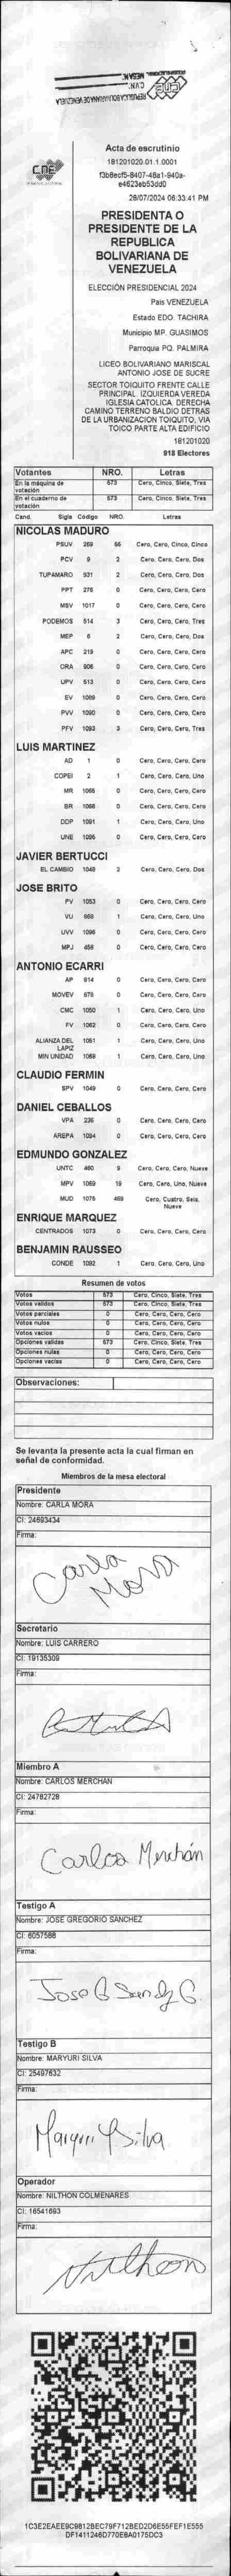 CNE
Acta de escrutinio
181201020.01.1.0001
f3b8ecf5-8407-48a1-940a-
e4623eb53dd0
28/07/2024 06:33:41 PM
PRESIDENTA O
PRESIDENTE DE LA
REPUBLICA
BOLIVARIANA DE
VENEZUELA
ELECCIÓN PRESIDENCIAL 2024
Pais VENEZUELA
Estado EDO. TACHIRA
Municipio MP. GUASIMOS
Parroquia PQ. PALMIRA
LICEO BOLIVARIANO MARISCAL
ANTONIO JOSE DE SUCRE
SECTOR TOIQUITO FRENTE CALLE
PRINCIPAL. IZQUIERDA VEREDA
IGLESIA CATOLICA. DERECHA
CAMINO TERRENO BALDIO DETRAS
DE LA URBANIZACION TOIQUITO, VIA
TOICO PARTE ALTA EDIFICIO
181201020
918 Electores
Votantes NRO. Letras
En la máquina de votación 673 Cero, Cinco, Siete, Tres
En el cuaderno de votación 573 Cero, Cinco, Siete, Tres
Cand. Sigla Código NRO. Letras
NICOLAS MADURO
PSUV 269 55 Cero, Cero, Cinco, Cinco
PCV 9 2 Cero, Cero, Cero, Dos
TUPAMARO 931 2 Cero, Cero, Cero, Dos
PPT 276 0 Cero, Cero, Cero, Cero
MSV 1017 0 Cero, Cero, Cero, Cero
PODEMOS 514 3 Cero, Cero, Cero, Tres
MEP 6 2 Cero, Cero, Cero, Dos
APC 219 0 Cero, Cero, Cero, Cero
ORA 906 0 Cero, Cero, Cero, Cero
UPV 513 0 Cero, Cero, Cero, Cero
EV 1089 0 Cero, Cero, Cero, Cero
PVV 1090 0 Cero, Cero, Cero, Cero
PFV 1093 3 Cero, Cero, Cero, Tres
LUIS MARTINEZ
AD 1 0 Cero, Cero, Cero, Cero
COPEI 2 1 Cero, Cero, Cero, Uno
MR 1065 0 Cero, Cero, Cero, Cero
BR 1066 0 Cero, Cero, Cero, Cero
DDP 1091 1 Cero, Cero, Cero, Uno
UNE 1095 0 Cero, Cero, Cero, Cero
JAVIER BERTUCCI
EL CAMBIO 1048 2 Cero, Cero, Cero, Dos
JOSE BRITO
PV 1053 0 Cero, Cero, Cero, Cero
VU 969 1 Cero, Cero, Cero, Uno
UVV 1096 0 Cero, Cero, Cero, Cero
MPJ 458 0 Cero, Cero, Cero, Cero
ANTONIO ECARRI
AP 914 0 Cero, Cero, Cero, Cero
MOVEV 979 0 Cero, Cero, Cero, Cero
CMC 1050 1 Cero, Cero, Cero, Uno
FV 1062 0 Cero, Cero, Cero, Cero
ALIANZA DEL LAPIZ 1051 1 Cero, Cero, Cero, Uno
MIN UNIDAD 1068 1 Cero, Cero, Cero, Uno
CLAUDIO FERMIN
SPV 1049 0 Cero, Cero, Cero, Cero
DANIEL CEBALLOS
VPA 236 0 Cero, Cero, Cero, Cero
AREPA 1094 0 Cero, Cero, Cero, Cero
EDMUNDO GONZALEZ
UNTC 460 9 Cero, Cero, Cero, Nueve
MPV 1069 19 Cero, Cero, Uno, Nueve
MUD 1075 469 Cero, Cuatro, Seis, Nueve
ENRIQUE MARQUEZ
CENTRADOS 1073 0 Cero, Cero, Cero, Cero
BENJAMIN RAUSSEO
CONDE 1092 1 Cero, Cero, Cero, Uno
Resumen de votos
Votos 573 Cero, Cinco, Siete, Tres
Votos validos 573 Cero, Cinco, Siete, Tres
Votos parciales 0 Cero, Cero, Cero, Cero
Votos nulos 0 Cero, Cero, Cero, Cero
Votos vacios 0 Cero, Cero, Cero, Cero
Opciones validas 573 Cero, Cinco, Siete, Tres
Opciones nulas 0 Cero, Cero, Cero, Cero
Opciones vacias 0 Cero, Cero, Cero, Cero
Observaciones:
Se levanta la presente acta la cual firman en
señal de conformidad.
Miembros de la mesa electoral
Presidente
Nombre: CARLA MORA
CI: 24693434
Firma:
Carla
Mora
Secretario
Nombre: LUIS CARRERO
CI: 19135309
Firma:
Miembro A
Nombre: CARLOS MERCHAN
CI: 24782728
Firma:
Carlos Merchán
Testigo A
Nombre: JOSE GREGORIO SANCHEZ
CI: 6057588
Firma:
Testigo B
Nombre: MARYURI SILVA
CI: 25497632
Firma:
Maryuri Silva
Operador
Nombre: NILTHON COLMENARES
CI: 16541693
Firma:
Nilthon
1C3E2EAEE9C9812BEC79F712BED2D6E55FEF1E555
DF1411246D770E8A0175DC3